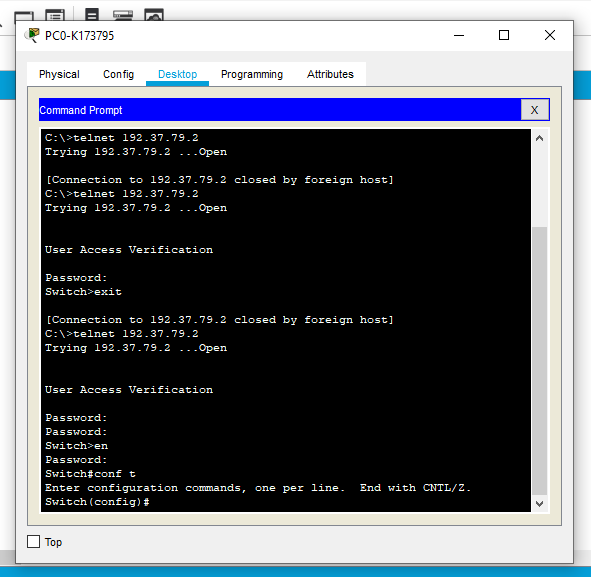 PC0-K173795
Physical Config Desktop Programming Attributes
Command Prompt
X
C:\>telnet 192.37.79.2
Trying 192.37.79.2 ...Open
[Connection to 192.37.79.2 closed by foreign host]
C:\>telnet 192.37.79.2
Trying 192.37.79.2 ...Open
User Access Verification
Password:
Switch>exit
[Connection to 192.37.79.2 closed by foreign host]
C:\>telnet 192.37.79.2
Trying 192.37.79.2 ...Open
User Access Verification
Password:
Password:
Switch>en
Password:
Switch#conf t
Enter configuration commands, one per line.  End with CNTL/Z.
Switch(config)#
Top